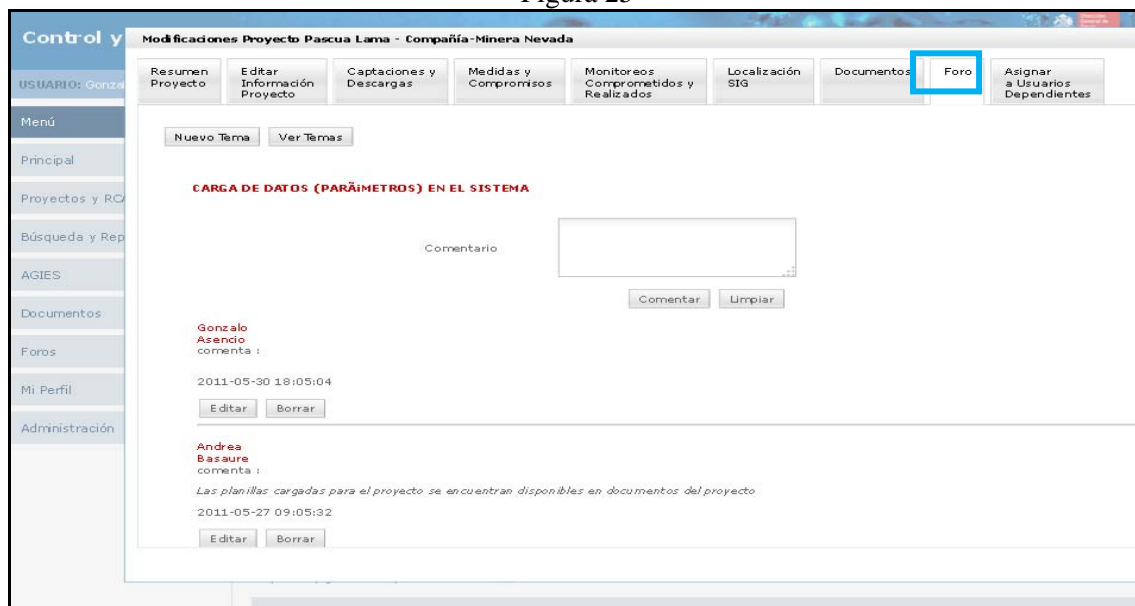 Figura 25
Control y
Modificaciones Proyecto Pascua Lama - Compañía-Minera Nevada
Resumen Proyecto
Editar Información Proyecto
Captaciones y Descargas
Medidas y Compromisos
Monitoreos Comprometidos y Realizados
Localización SIG
Documentos
Foro
Asignar a Usuarios Dependientes
USUARIO: Gonza
Menú
Principal
Proyectos y RCA
Búsqueda y Rep
AGIES
Documentos
Foros
Mi Perfil
Administración
Nuevo Tema
Ver Temas
CARGA DE DATOS (PARÃ¡METROS) EN EL SISTEMA
Comentario
Comentar
Limpiar
Gonzalo
Asencio
comenta :
2011-05-30 18:05:04
Editar
Borrar
Andrea
Basaure
comenta :
Las planillas cargadas para el proyecto se encuentran disponibles en documentos del proyecto
2011-05-27 09:05:32
Editar
Borrar